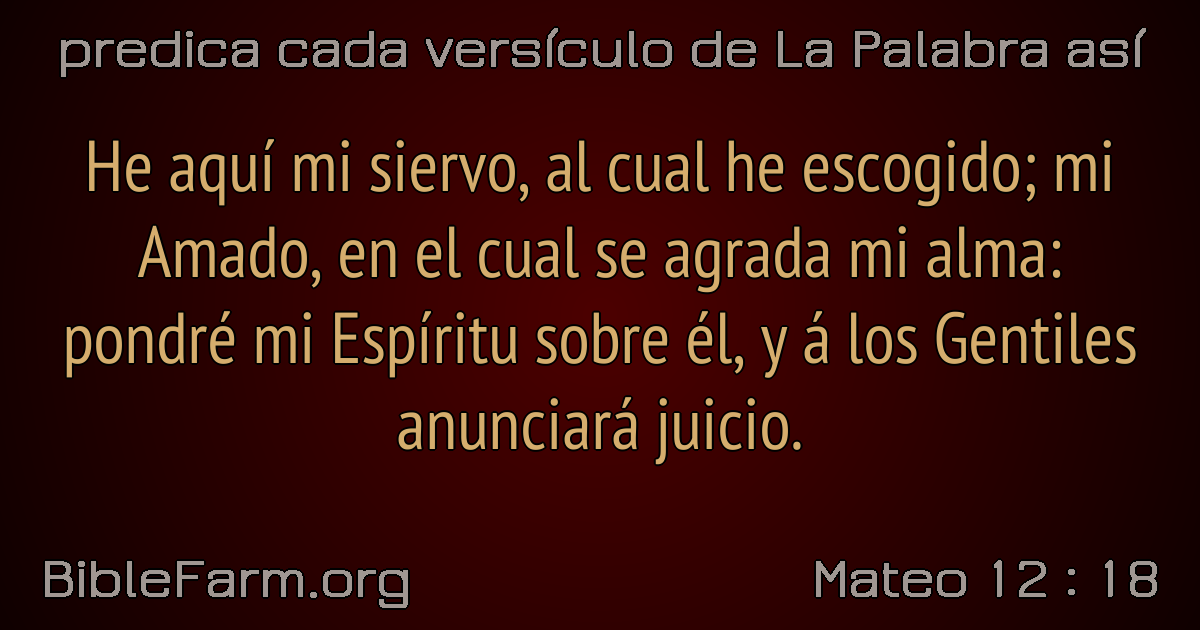 predica cada versículo de La Palabra así
He aquí mi siervo, al cual he escogido; mi
Amado, en el cual se agrada mi alma:
pondré mi Espíritu sobre él, y á los Gentiles
anunciará juicio.
BibleFarm.org
Mateo 12 : 18